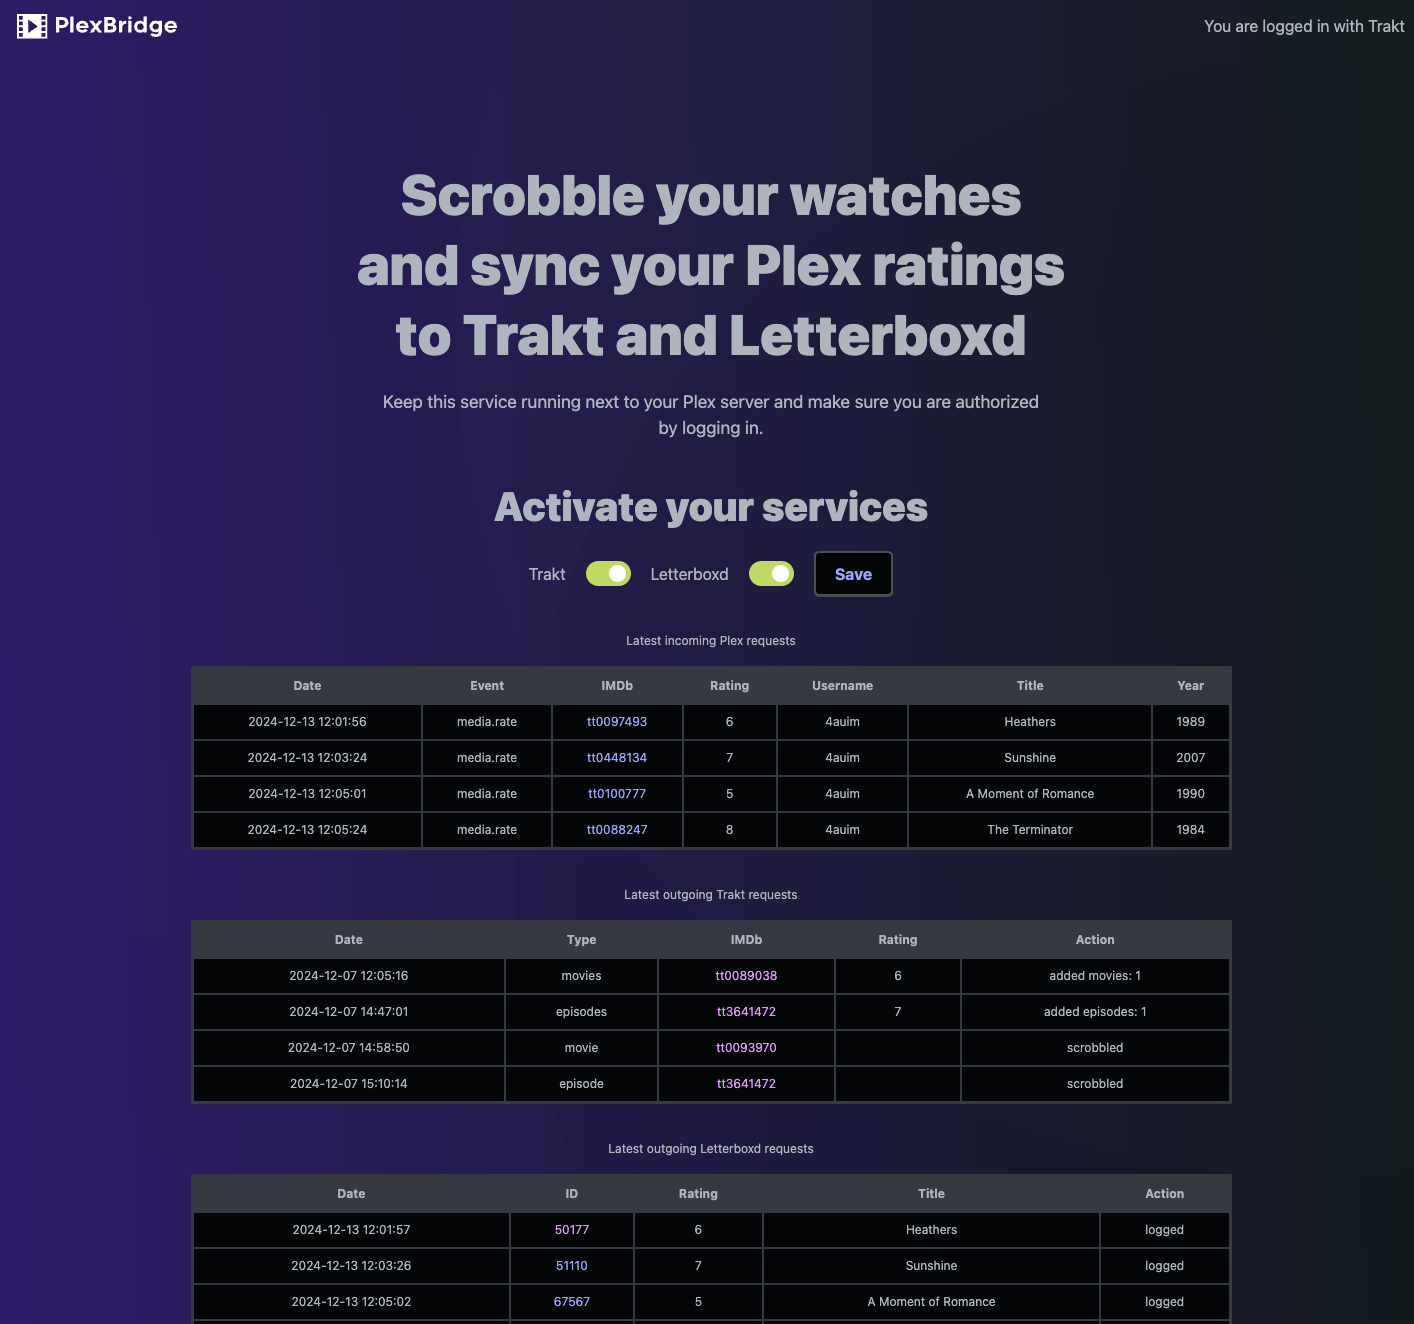 PlexBridge
You are logged in with Trakt
Scrobble your watches
and sync your Plex ratings
to Trakt and Letterboxd
Keep this service running next to your Plex server and make sure you are authorized
by logging in.
Activate your services
Trakt Letterboxd Save
Latest incoming Plex requests
Date Event IMDb Rating Username Title Year
2024-12-13 12:01:56 media.rate tt0097493 6 4auim Heathers 1989
2024-12-13 12:03:24 media.rate tt0448134 7 4auim Sunshine 2007
2024-12-13 12:05:01 media.rate tt0100777 5 4auim A Moment of Romance 1990
2024-12-13 12:05:24 media.rate tt0088247 8 4auim The Terminator 1984
Latest outgoing Trakt requests
Date Type IMDb Rating Action
2024-12-07 12:05:16 movies tt0089038 6 added movies: 1
2024-12-07 14:47:01 episodes tt3641472 7 added episodes: 1
2024-12-07 14:58:50 movie tt0093970 scrobbled
2024-12-07 15:10:14 episode tt3641472 scrobbled
Latest outgoing Letterboxd requests
Date ID Rating Title Action
2024-12-13 12:01:57 50177 6 Heathers logged
2024-12-13 12:03:26 51110 7 Sunshine logged
2024-12-13 12:05:02 67567 5 A Moment of Romance logged